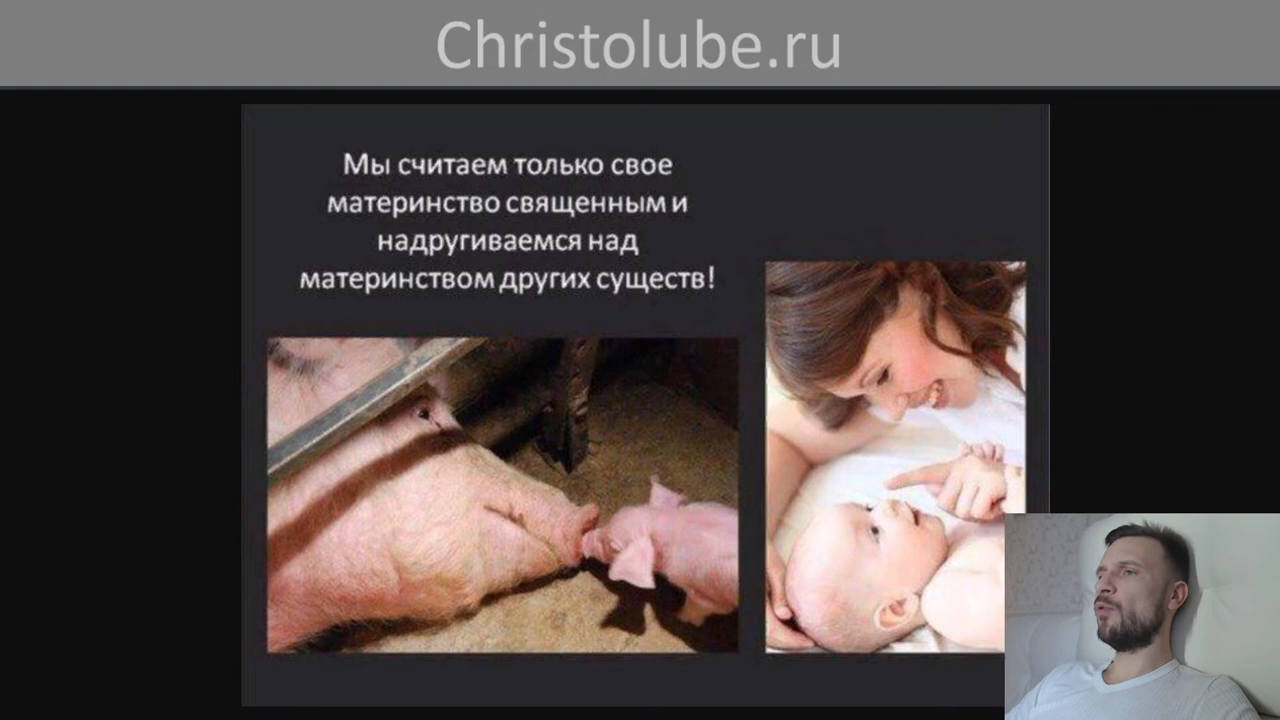 Christolube.ru
Мы считаем только свое
материнство священным и
надругиваемся над
материнством других существ!